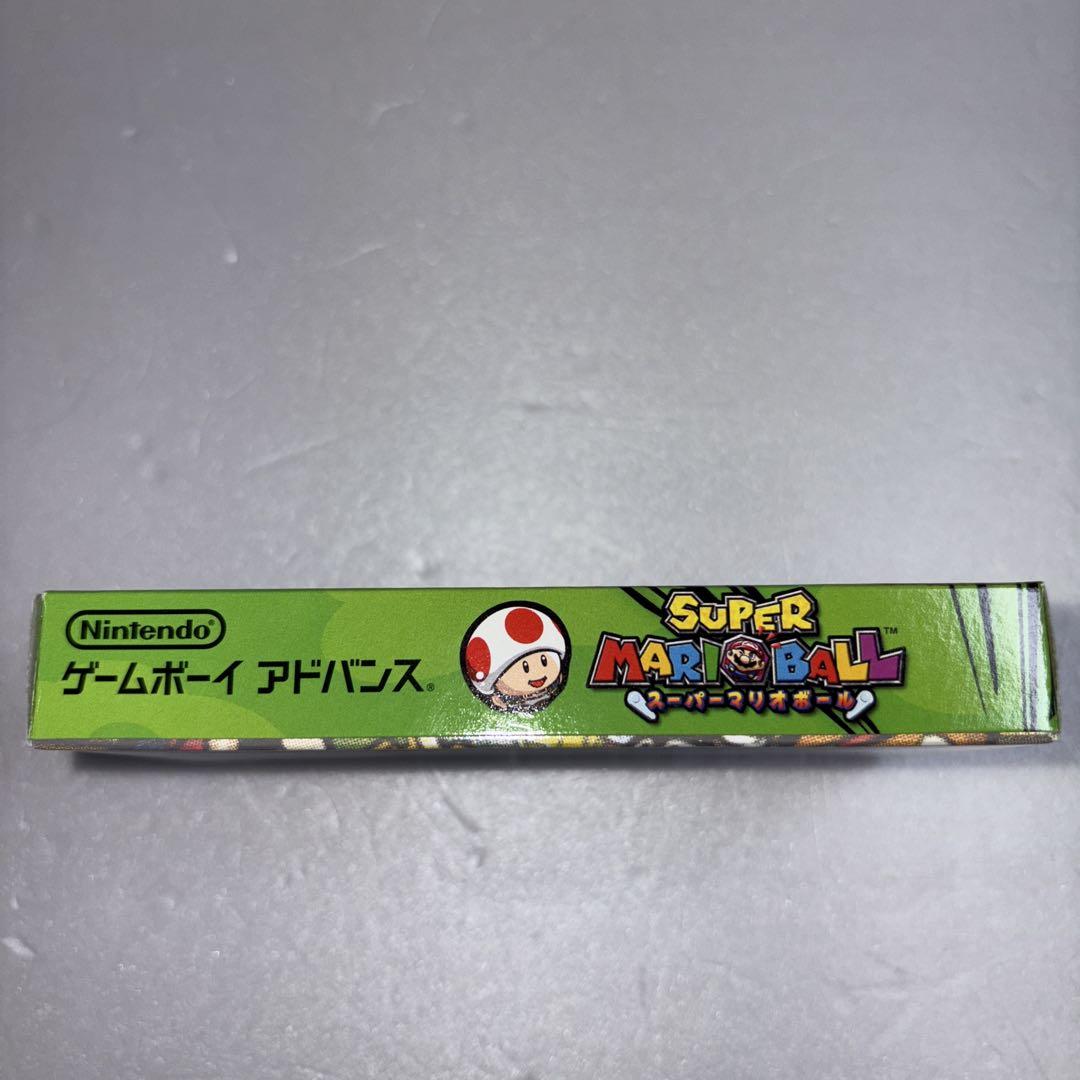 Nintendo®
ゲームボーイ アドバンス®
SUPER
MARIO BALL™
スーパーマリオボール